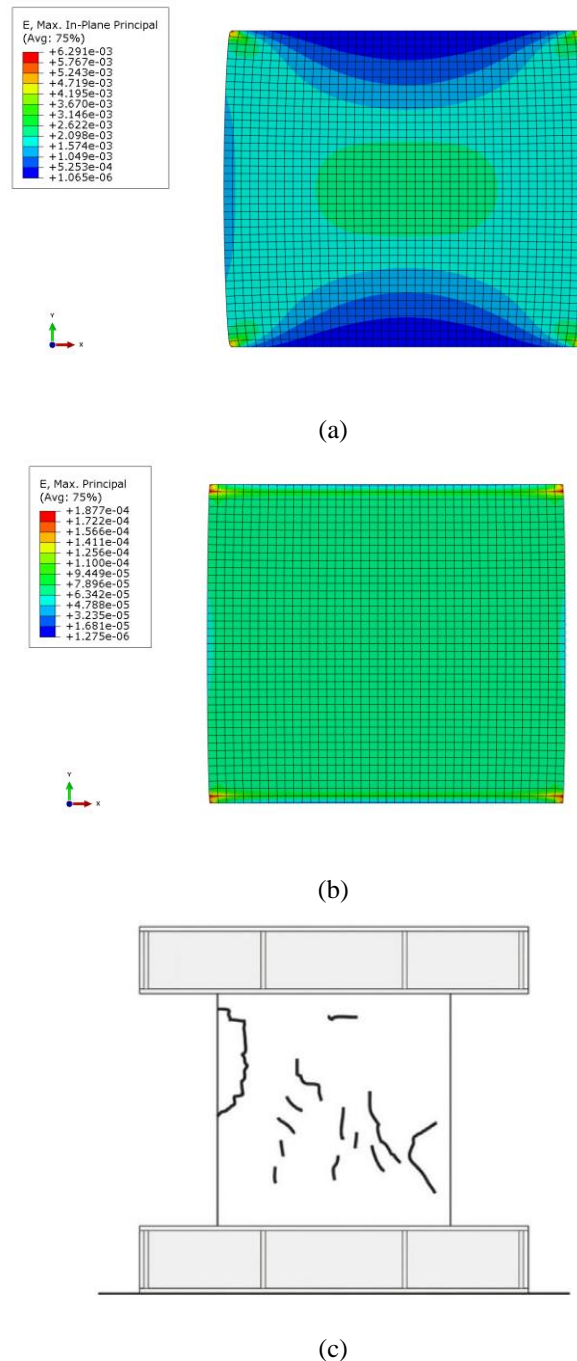 E, Max. In-Plane Principal
(Avg: 75%)
+6.291e-03
+5.767e-03
+5.243e-03
+4.719e-03
+4.195e-03
+3.670e-03
+3.146e-03
+2.622e-03
+2.098e-03
+1.574e-03
+1.049e-03
+5.253e-04
+1.065e-06
Y
X
(a)
E, Max. Principal
(Avg: 75%)
+1.877e-04
+1.722e-04
+1.566e-04
+1.411e-04
+1.256e-04
+1.100e-04
+9.449e-05
+7.896e-05
+6.342e-05
+4.788e-05
+3.235e-05
+1.681e-05
+1.275e-06
Y
X
(b)
(c)